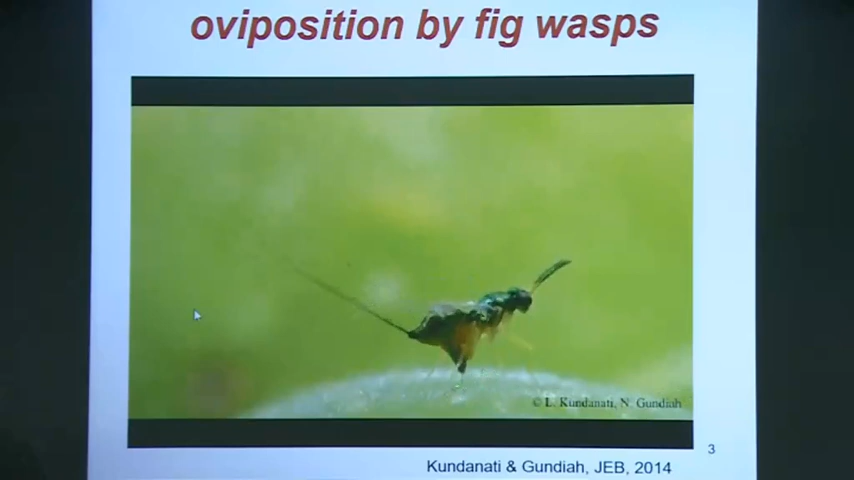 oviposition by fig wasps
© L. Kundanati, N. Gundiah
3
Kundanati & Gundiah, JEB, 2014